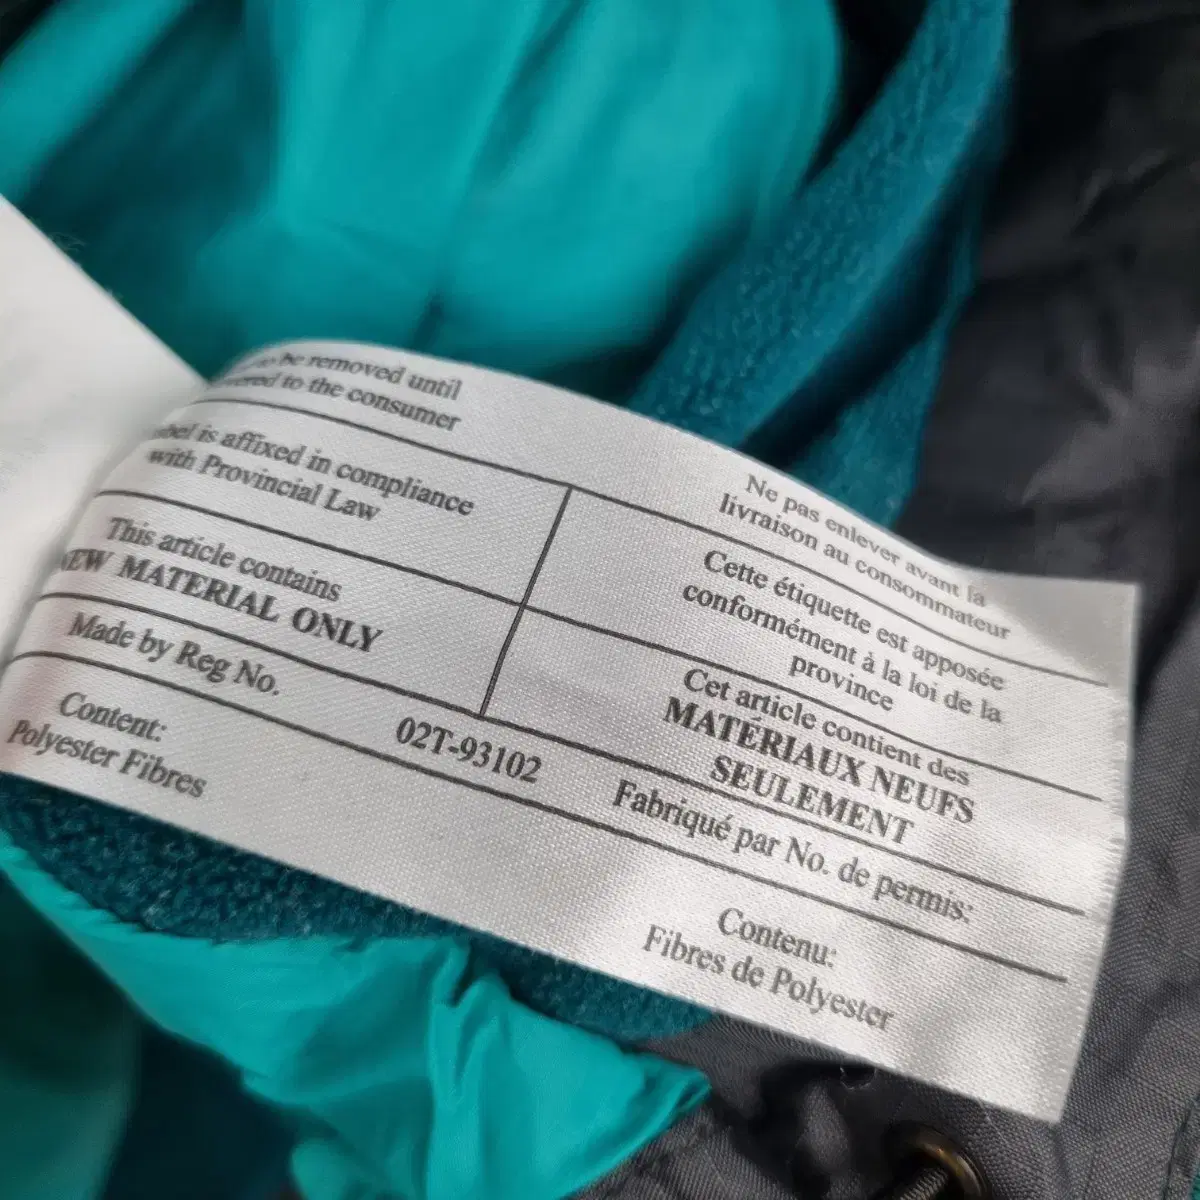 to be removed until
to the consumer
is affixed in compliance
with Provincial Law
This article contains
NEW MATERIAL ONLY
Made by Reg No.
02T-93102
Content:
Polyester Fibres
Ne pas enlever avant la
livraison au consommateur
Cette étiquette est apposée
conformément à la loi de la
province
Cet article contient des
MATÉRIAUX NEUFS
SEULEMENT
Fabriqué par No. de permis:
Contenu:
Fibres de Polyester